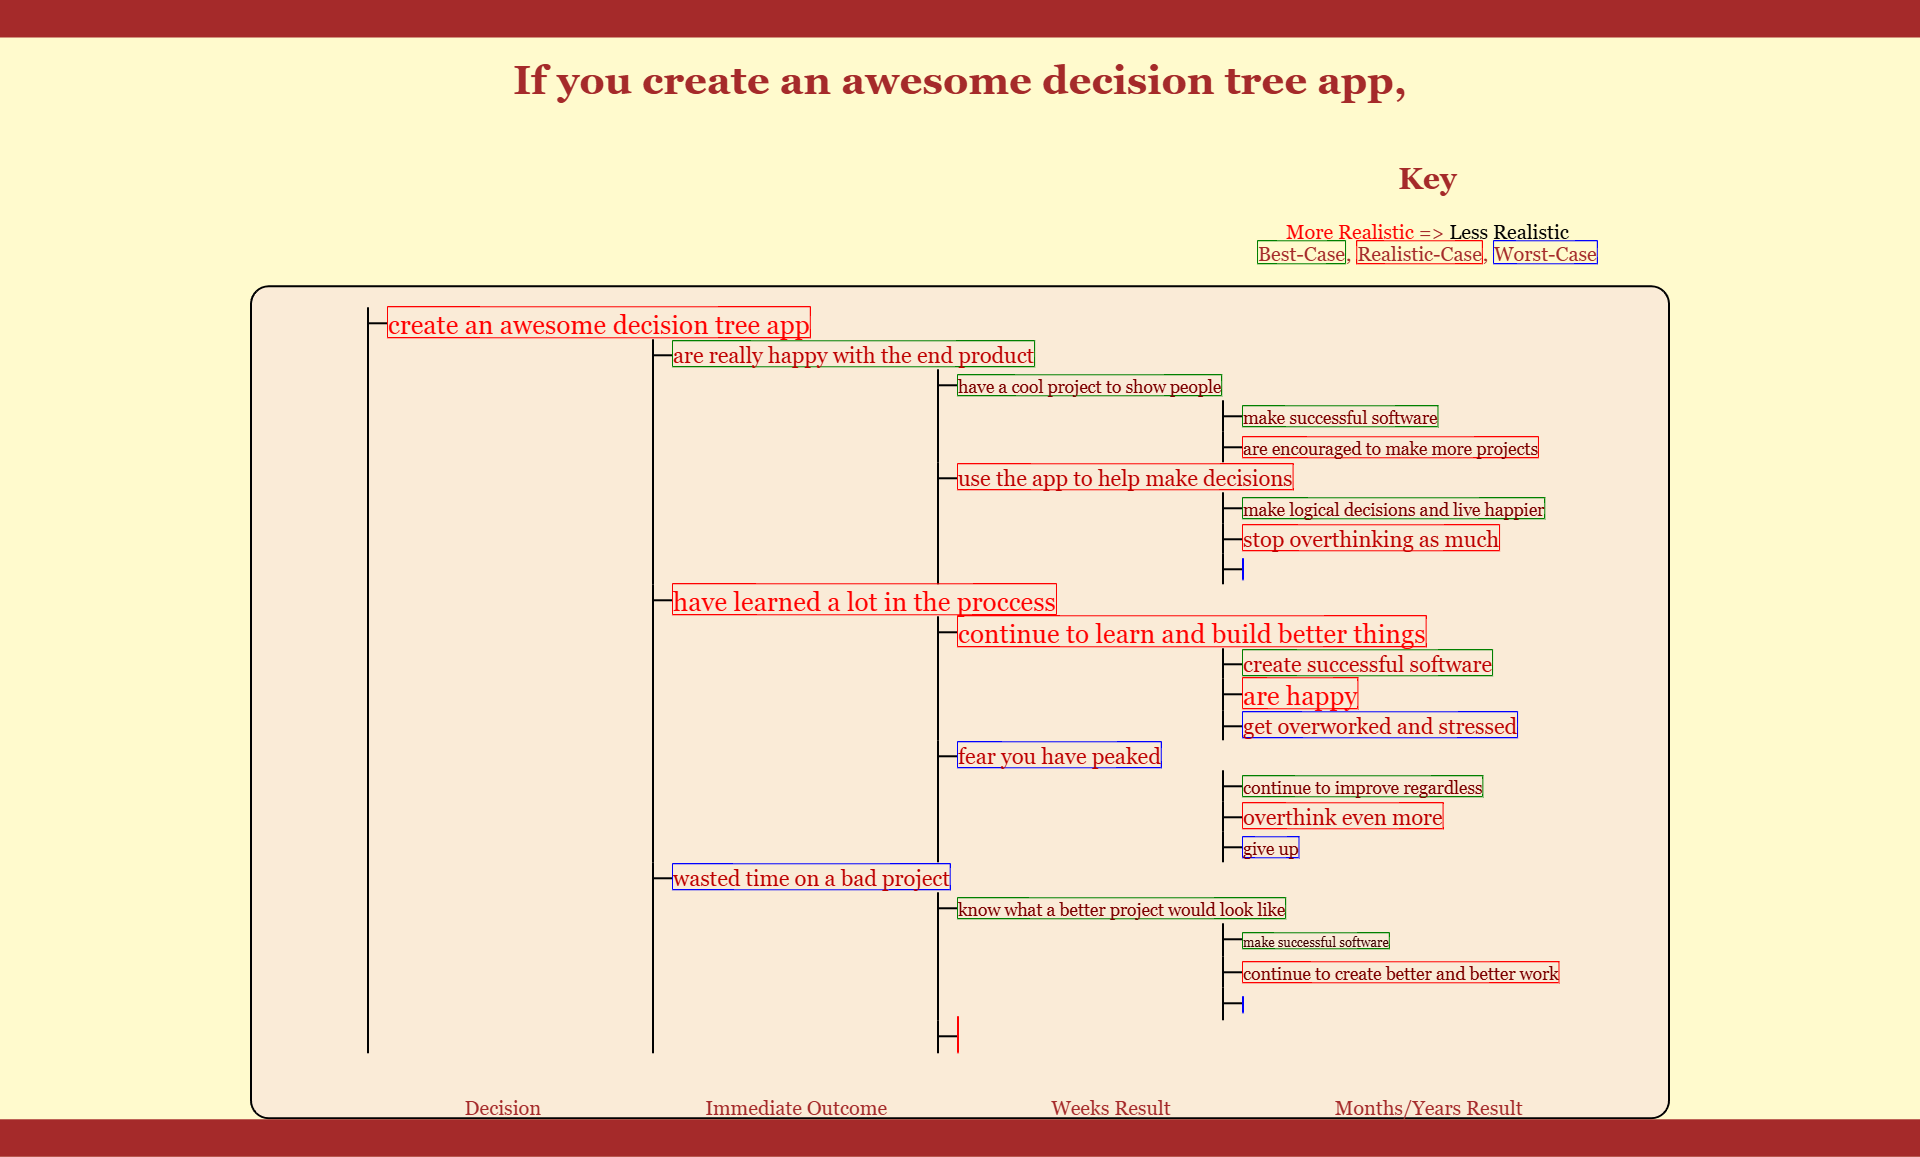 If you create an awesome decision tree app,
Key
More Realistic => Less Realistic
Best-Case, Realistic-Case, Worst-Case
create an awesome decision tree app
are really happy with the end product
have a cool project to show people
make successful software
are encouraged to make more projects
use the app to help make decisions
make logical decisions and live happier
stop overthinking as much
have learned a lot in the proccess
continue to learn and build better things
create successful software
are happy
get overworked and stressed
fear you have peaked
continue to improve regardless
overthink even more
give up
wasted time on a bad project
know what a better project would look like
make successful software
continue to create better and better work
Decision Immediate Outcome Weeks Result Months/Years Result